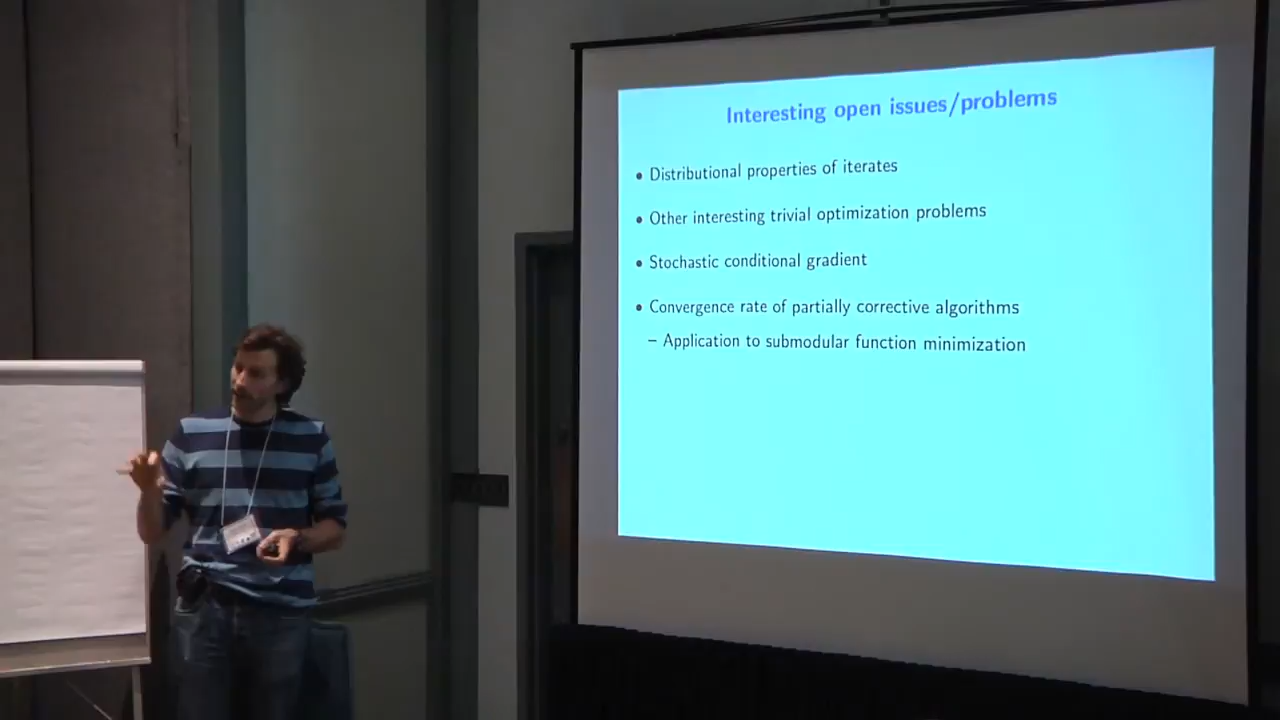 Interesting open issues/problems
• Distributional properties of iterates
• Other interesting trivial optimization problems
• Stochastic conditional gradient
• Convergence rate of partially corrective algorithms
– Application to submodular function minimization